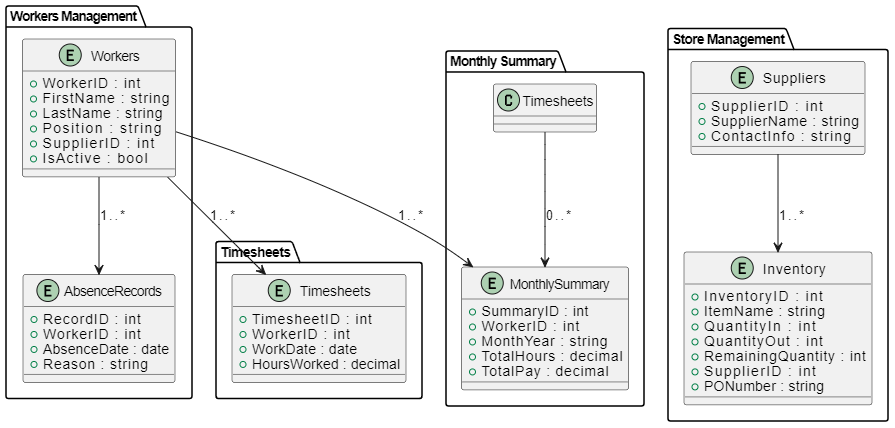 Workers Management
E Workers
WorkerID : int
FirstName : string
LastName : string
Position : string
SupplierID : int
IsActive : bool
1..*
E AbsenceRecords
RecordID : int
WorkerID : int
AbsenceDate : date
Reason : string
1..*
Timesheets
E Timesheets
TimesheetID : int
WorkerID : int
WorkDate : date
HoursWorked : decimal
1..*
Monthly Summary
C Timesheets
0..*
E MonthlySummary
SummaryID : int
WorkerID : int
MonthYear : string
TotalHours : decimal
TotalPay : decimal
Store Management
E Suppliers
SupplierID : int
SupplierName : string
ContactInfo : string
1..*
E Inventory
InventoryID : int
ItemName : string
QuantityIn : int
QuantityOut : int
RemainingQuantity : int
SupplierID : int
PONumber : string